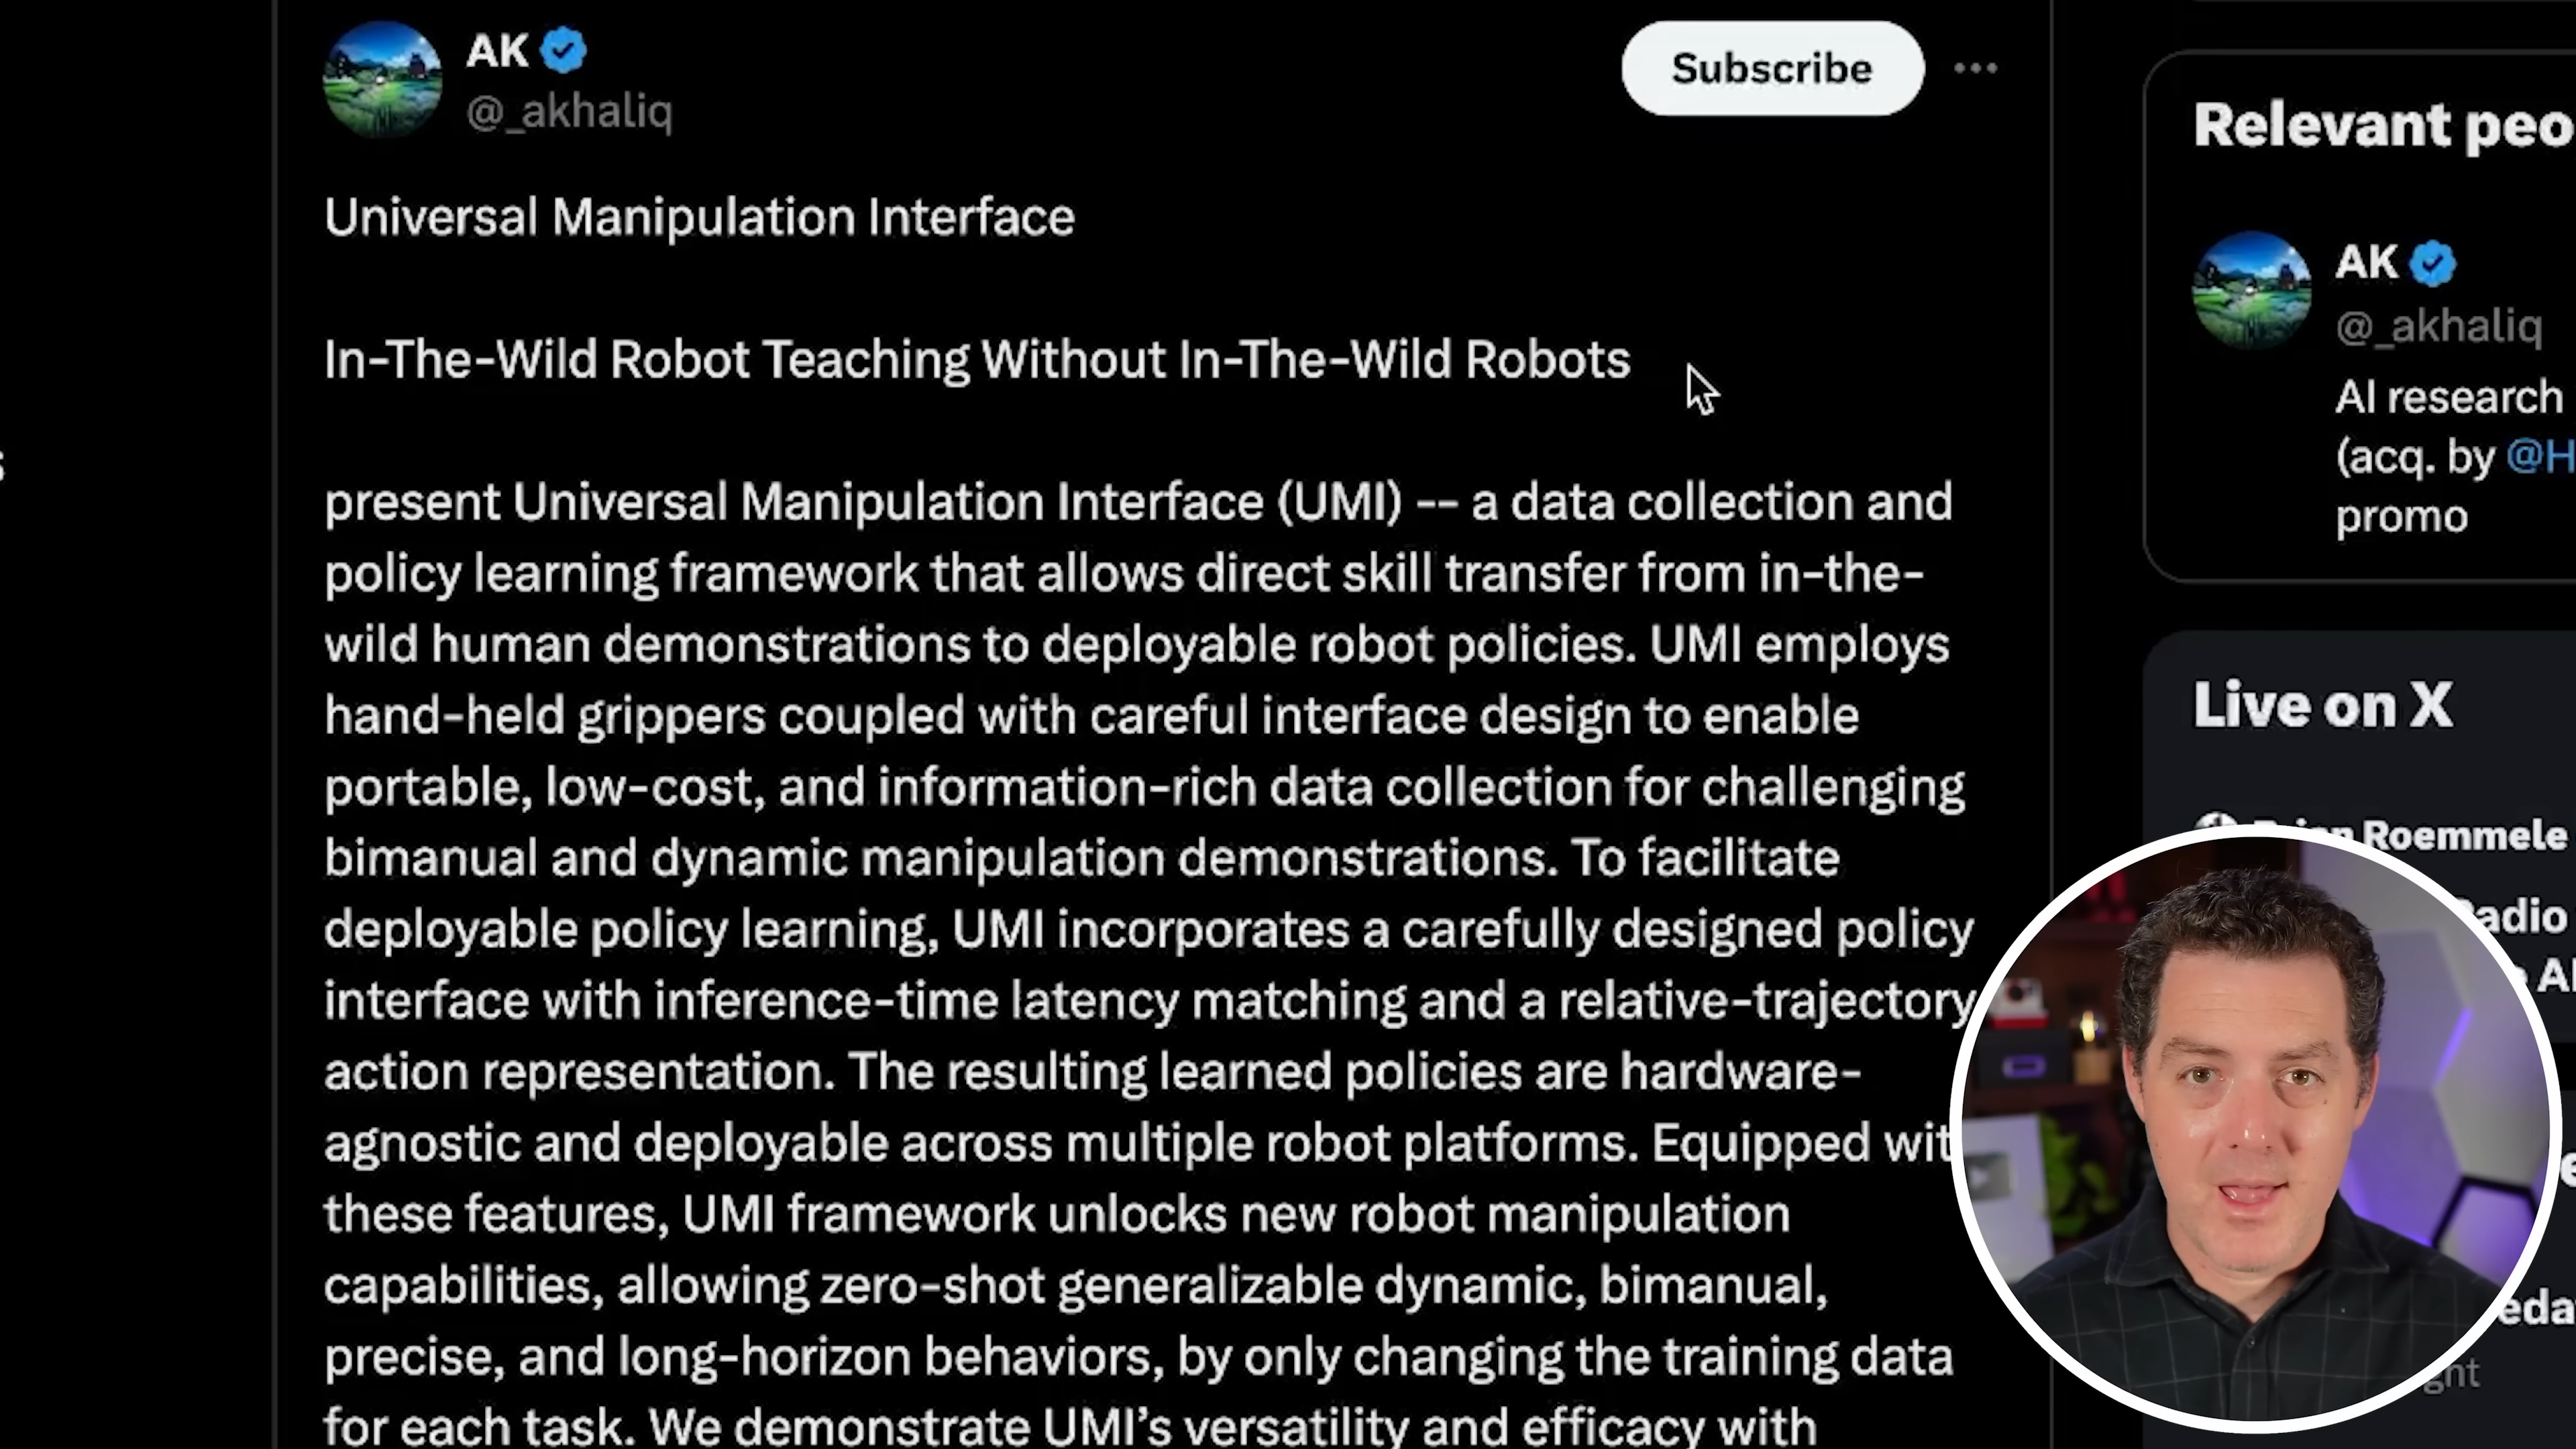 AK
@_akhaliq
Subscribe
Universal Manipulation Interface
In-The-Wild Robot Teaching Without In-The-Wild Robots
present Universal Manipulation Interface (UMI) -- a data collection and
policy learning framework that allows direct skill transfer from in-the-
wild human demonstrations to deployable robot policies. UMI employs
hand-held grippers coupled with careful interface design to enable
portable, low-cost, and information-rich data collection for challenging
bimanual and dynamic manipulation demonstrations. To facilitate
deployable policy learning, UMI incorporates a carefully designed policy
interface with inference-time latency matching and a relative-trajectory
action representation. The resulting learned policies are hardware-
agnostic and deployable across multiple robot platforms. Equipped wit
these features, UMI framework unlocks new robot manipulation
capabilities, allowing zero-shot generalizable dynamic, bimanual,
precise, and long-horizon behaviors, by only changing the training data
for each task. We demonstrate UMI's versatility and efficacy with
Relevant peo
AK
@_akhaliq
AI research
(acq. by @H
promo
Live on X
Roemmele